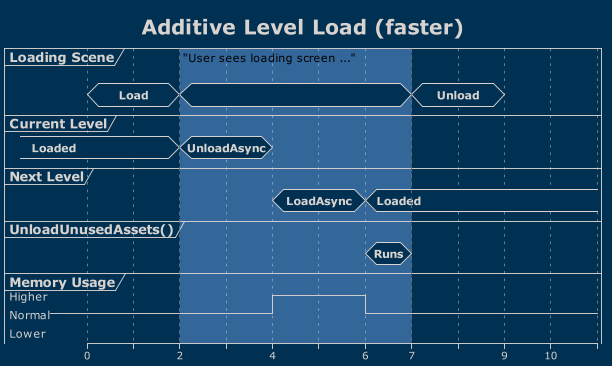 Additive Level Load (faster)
Loading Scene
"User sees loading screen ..."
Load
Unload
Current Level
Loaded
UnloadAsync
Next Level
LoadAsync
Loaded
UnloadUnusedAssets()
Runs
Memory Usage
Higher
Normal
Lower
0 2 4 6 7 9 10